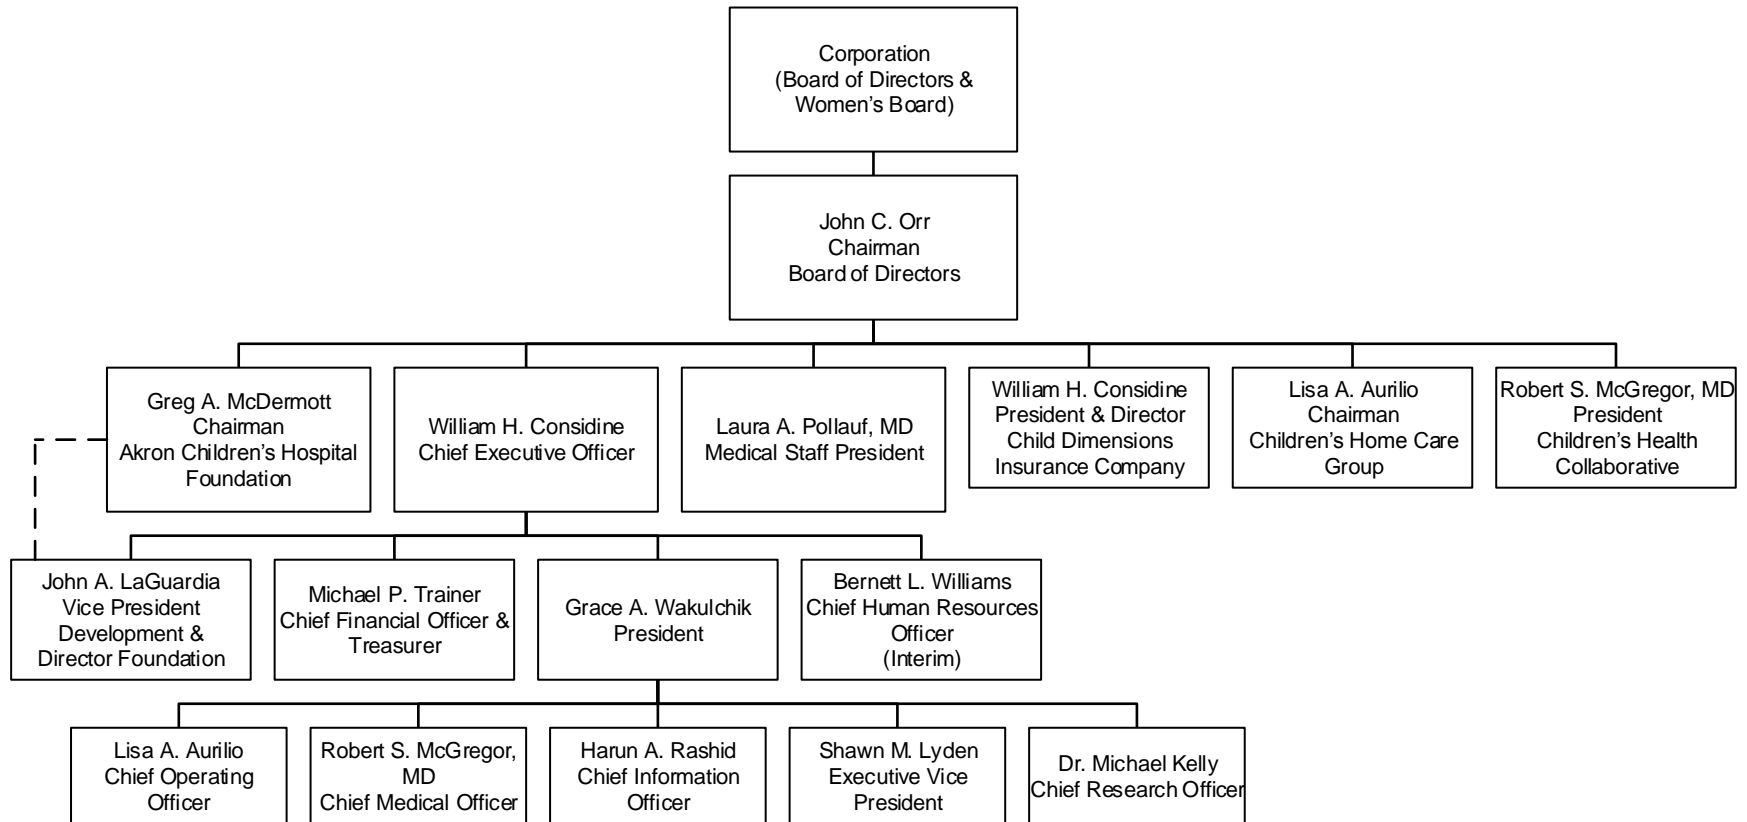 Corporation
(Board of Directors &
Women's Board)
John C. Orr
Chairman
Board of Directors
Greg A. McDermott
Chairman
Akron Children's Hospital
Foundation
William H. Considine
Chief Executive Officer
Laura A. Pollauf, MD
Medical Staff President
William H. Considine
President & Director
Child Dimensions
Insurance Company
Lisa A. Aurilio
Chairman
Children's Home Care
Group
Robert S. McGregor, MD
President
Children's Health
Collaborative
John A. LaGuardia
Vice President
Development &
Director Foundation
Michael P. Trainer
Chief Financial Officer &
Treasurer
Grace A. Wakulchik
President
Bernett L. Williams
Chief Human Resources
Officer
(Interim)
Lisa A. Aurilio
Chief Operating
Officer
Robert S. McGregor,
MD
Chief Medical Officer
Harun A. Rashid
Chief Information
Officer
Shawn M. Lyden
Executive Vice
President
Dr. Michael Kelly
Chief Research Officer